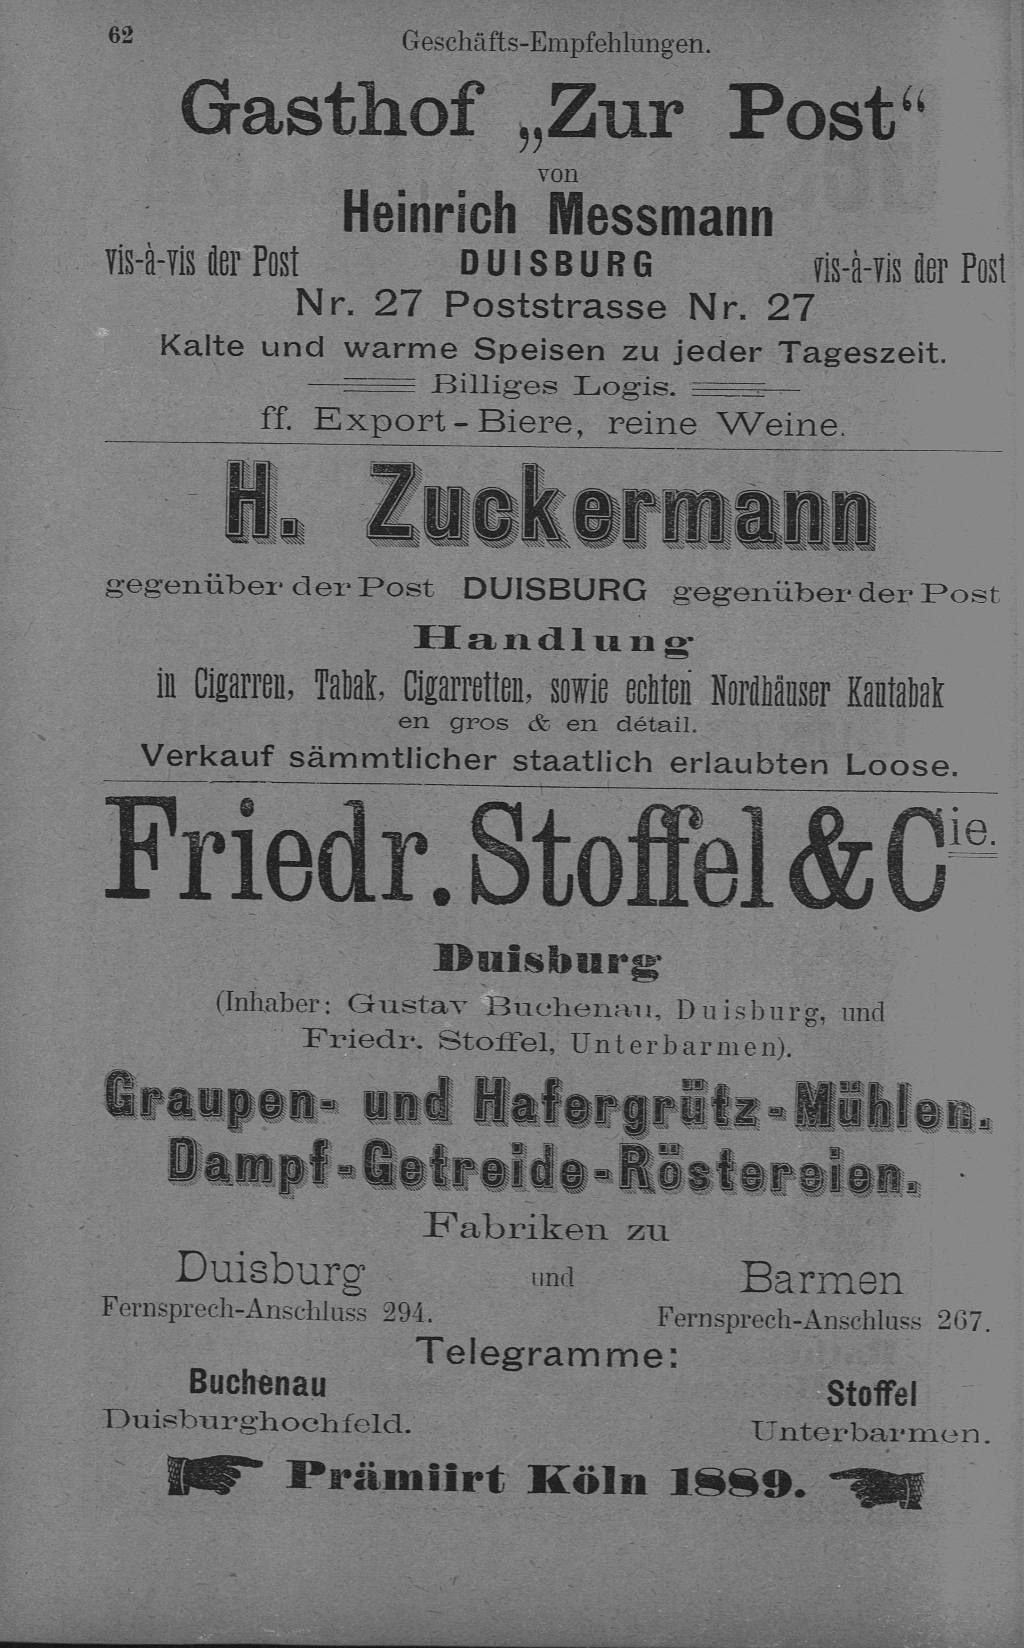 62
Geschäfts-Empfehlungen.
Gasthof „Zur Post“
von
Heinrich Messmann
vis-à-vis der Post DUISBURG vis-à-vis der Post
Nr. 27 Poststrasse Nr. 27
Kalte und warme Speisen zu jeder Tageszeit.
Billiges Logis.
ff. Export-Biere, reine Weine.
H. Zuckermann
gegenüber der Post DUISBURG gegenüber der Post
Handlung
in Cigarren, Tabak, Cigarretten, sowie echten Nordhäuser Kautabak
en gros & en détail.
Verkauf sämmtlicher staatlich erlaubten Loose.
Friedr. Stoffel & Cie.
Duisburg
(Inhaber: Gustav Buchenau, Duisburg, und
Friedr. Stoffel, Unterbarmen).
Graupen- und Hafergrütz-Mühlen.
Dampf-Getreide-Röstereien.
Fabriken zu
Duisburg und Barmen
Fernsprech-Anschluss 294. Fernsprech-Anschluss 267.
Telegramme:
Buchenau Stoffel
Duisburghochfeld. Unterbarmen.
Prämiirt Köln 1889.